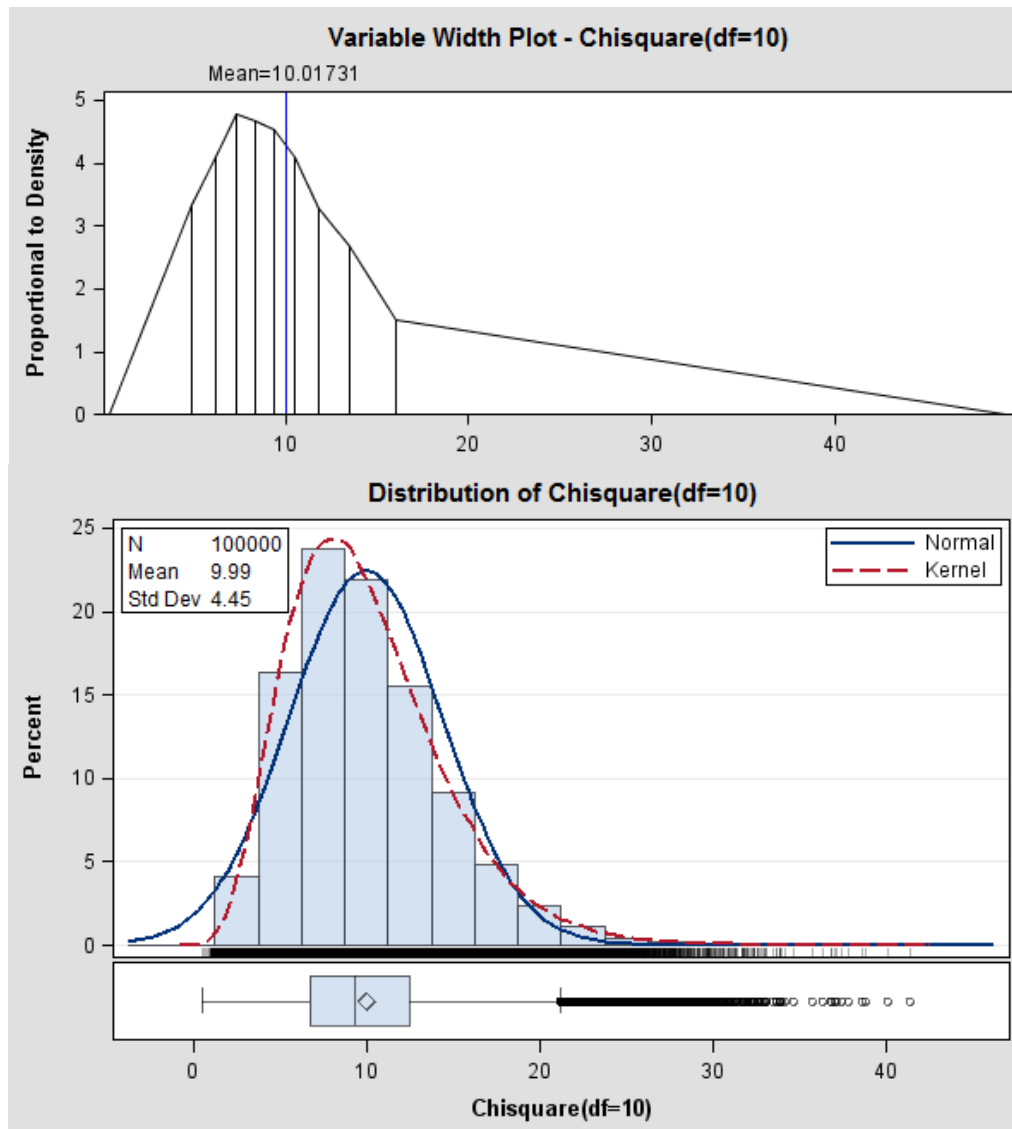 Variable Width Plot - Chisquare(df=10)
Mean=10.01731
5
4
3
2
1
0
Proportional to Density
10 20 30 40
Distribution of Chisquare(df=10)
N 100000
Mean 9.99
Std Dev 4.45
Normal
Kernel
25
20
15
10
5
0
Percent
0 10 20 30 40
Chisquare(df=10)